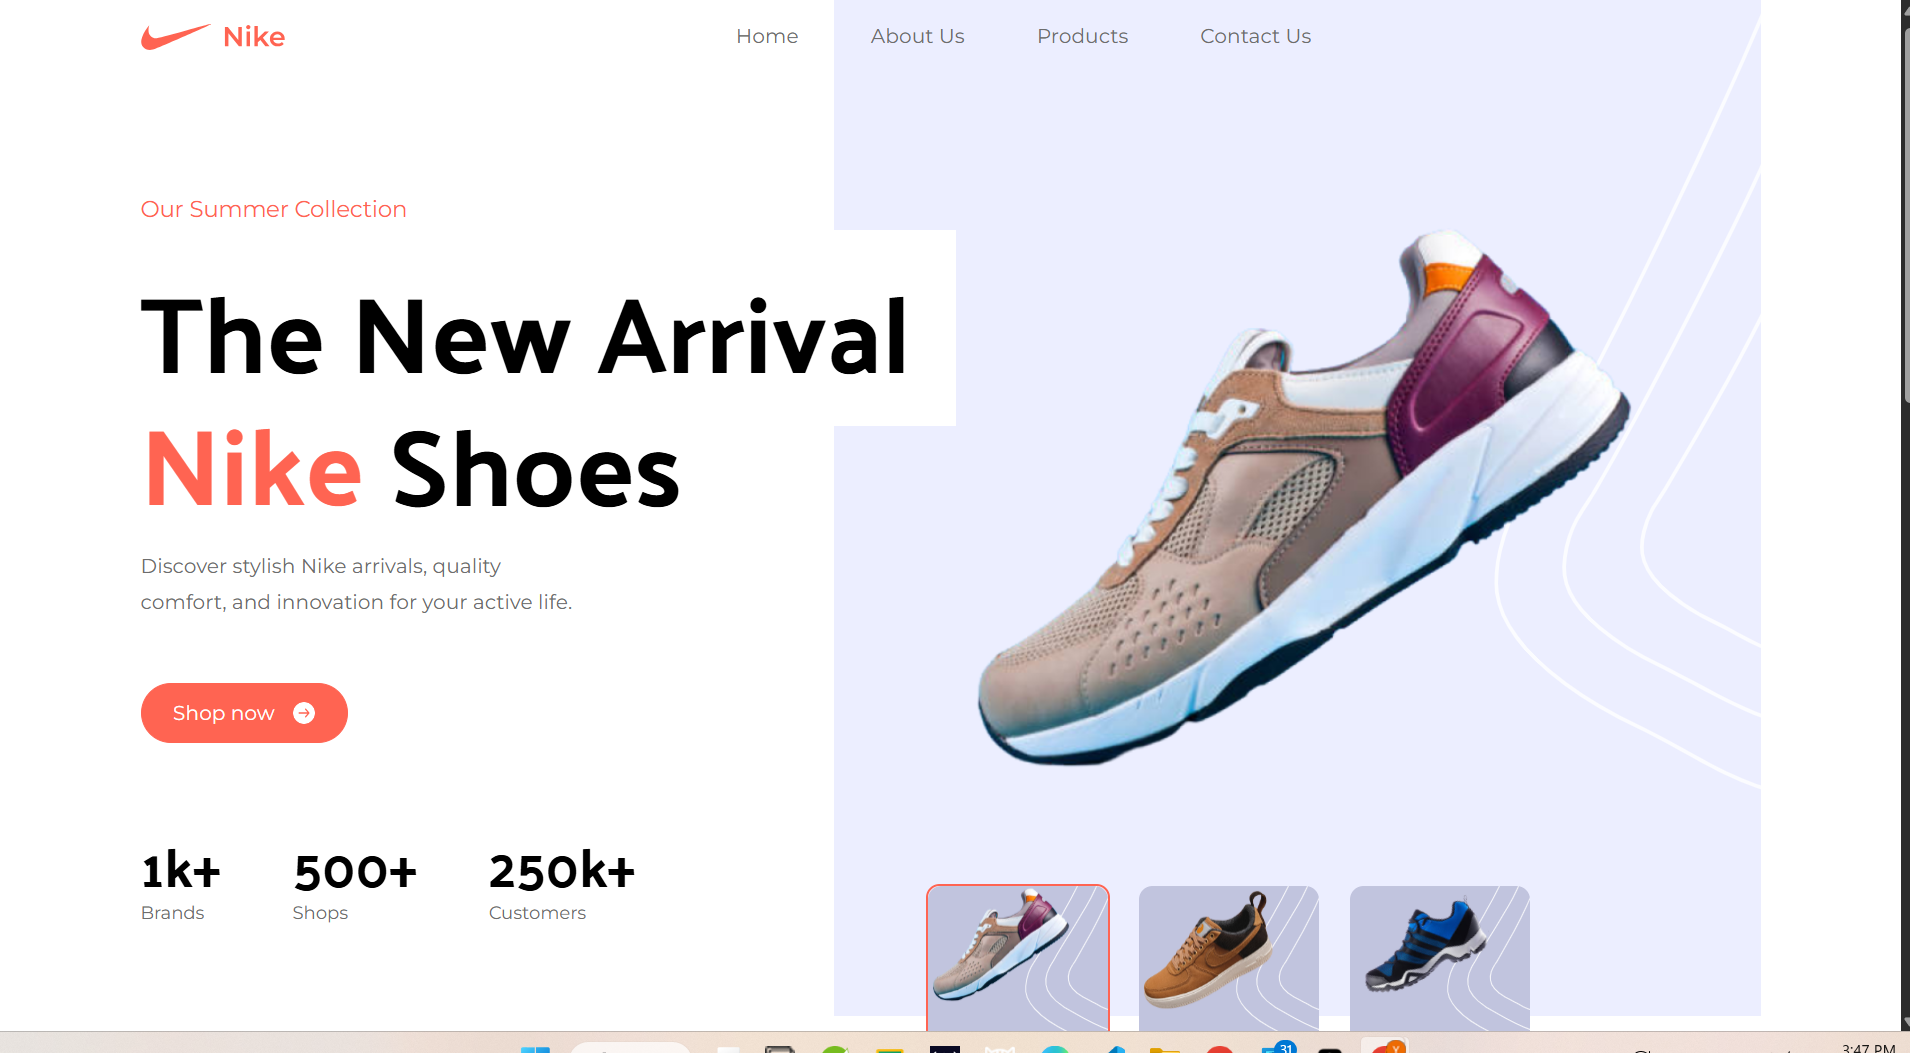 Nike
Home
About Us
Products
Contact Us
Our Summer Collection
The New Arrival
Nike Shoes
Discover stylish Nike arrivals, quality
comfort, and innovation for your active life.
Shop now
1k+
Brands
500+
Shops
250k+
Customers
31
3:47 PM